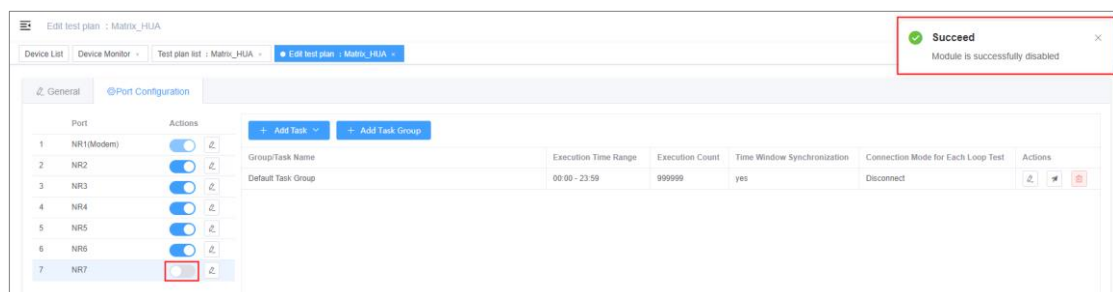 Edit test plan : Matrix_HUA
Device List Device Monitor × Test plan list : Matrix_HUA × Edit test plan : Matrix_HUA ×
Succeed ×
Module is successfully disabled
General Port Configuration
Port Actions
+ Add Task + Add Task Group
1 NR1(Modem)
2 NR2
3 NR3
4 NR4
5 NR5
6 NR6
7 NR7
Group/Task Name Execution Time Range Execution Count Time Window Synchronization Connection Mode for Each Loop Test Actions
Default Task Group 00:00 - 23:59 999999 yes Disconnect